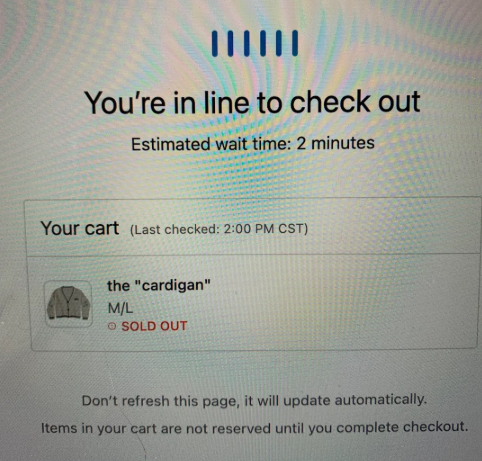 You're in line to check out
Estimated wait time: 2 minutes
Your cart (Last checked: 2:00 PM CST)
the "cardigan"
M/L
SOLD OUT
Don't refresh this page, it will update automatically.
Items in your cart are not reserved until you complete checkout.